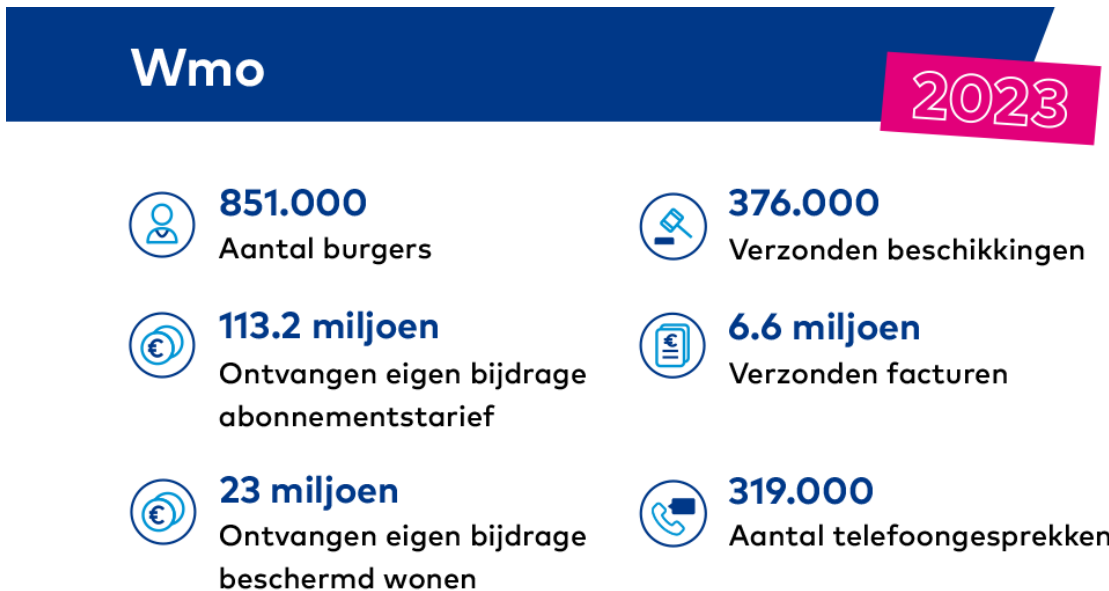 Wmo
2023
851.000
Aantal burgers
376.000
Verzonden beschikkingen
113.2 miljoen
Ontvangen eigen bijdrage
abonnementstarief
6.6 miljoen
Verzonden facturen
23 miljoen
Ontvangen eigen bijdrage
beschermd wonen
319.000
Aantal telefoongesprekken